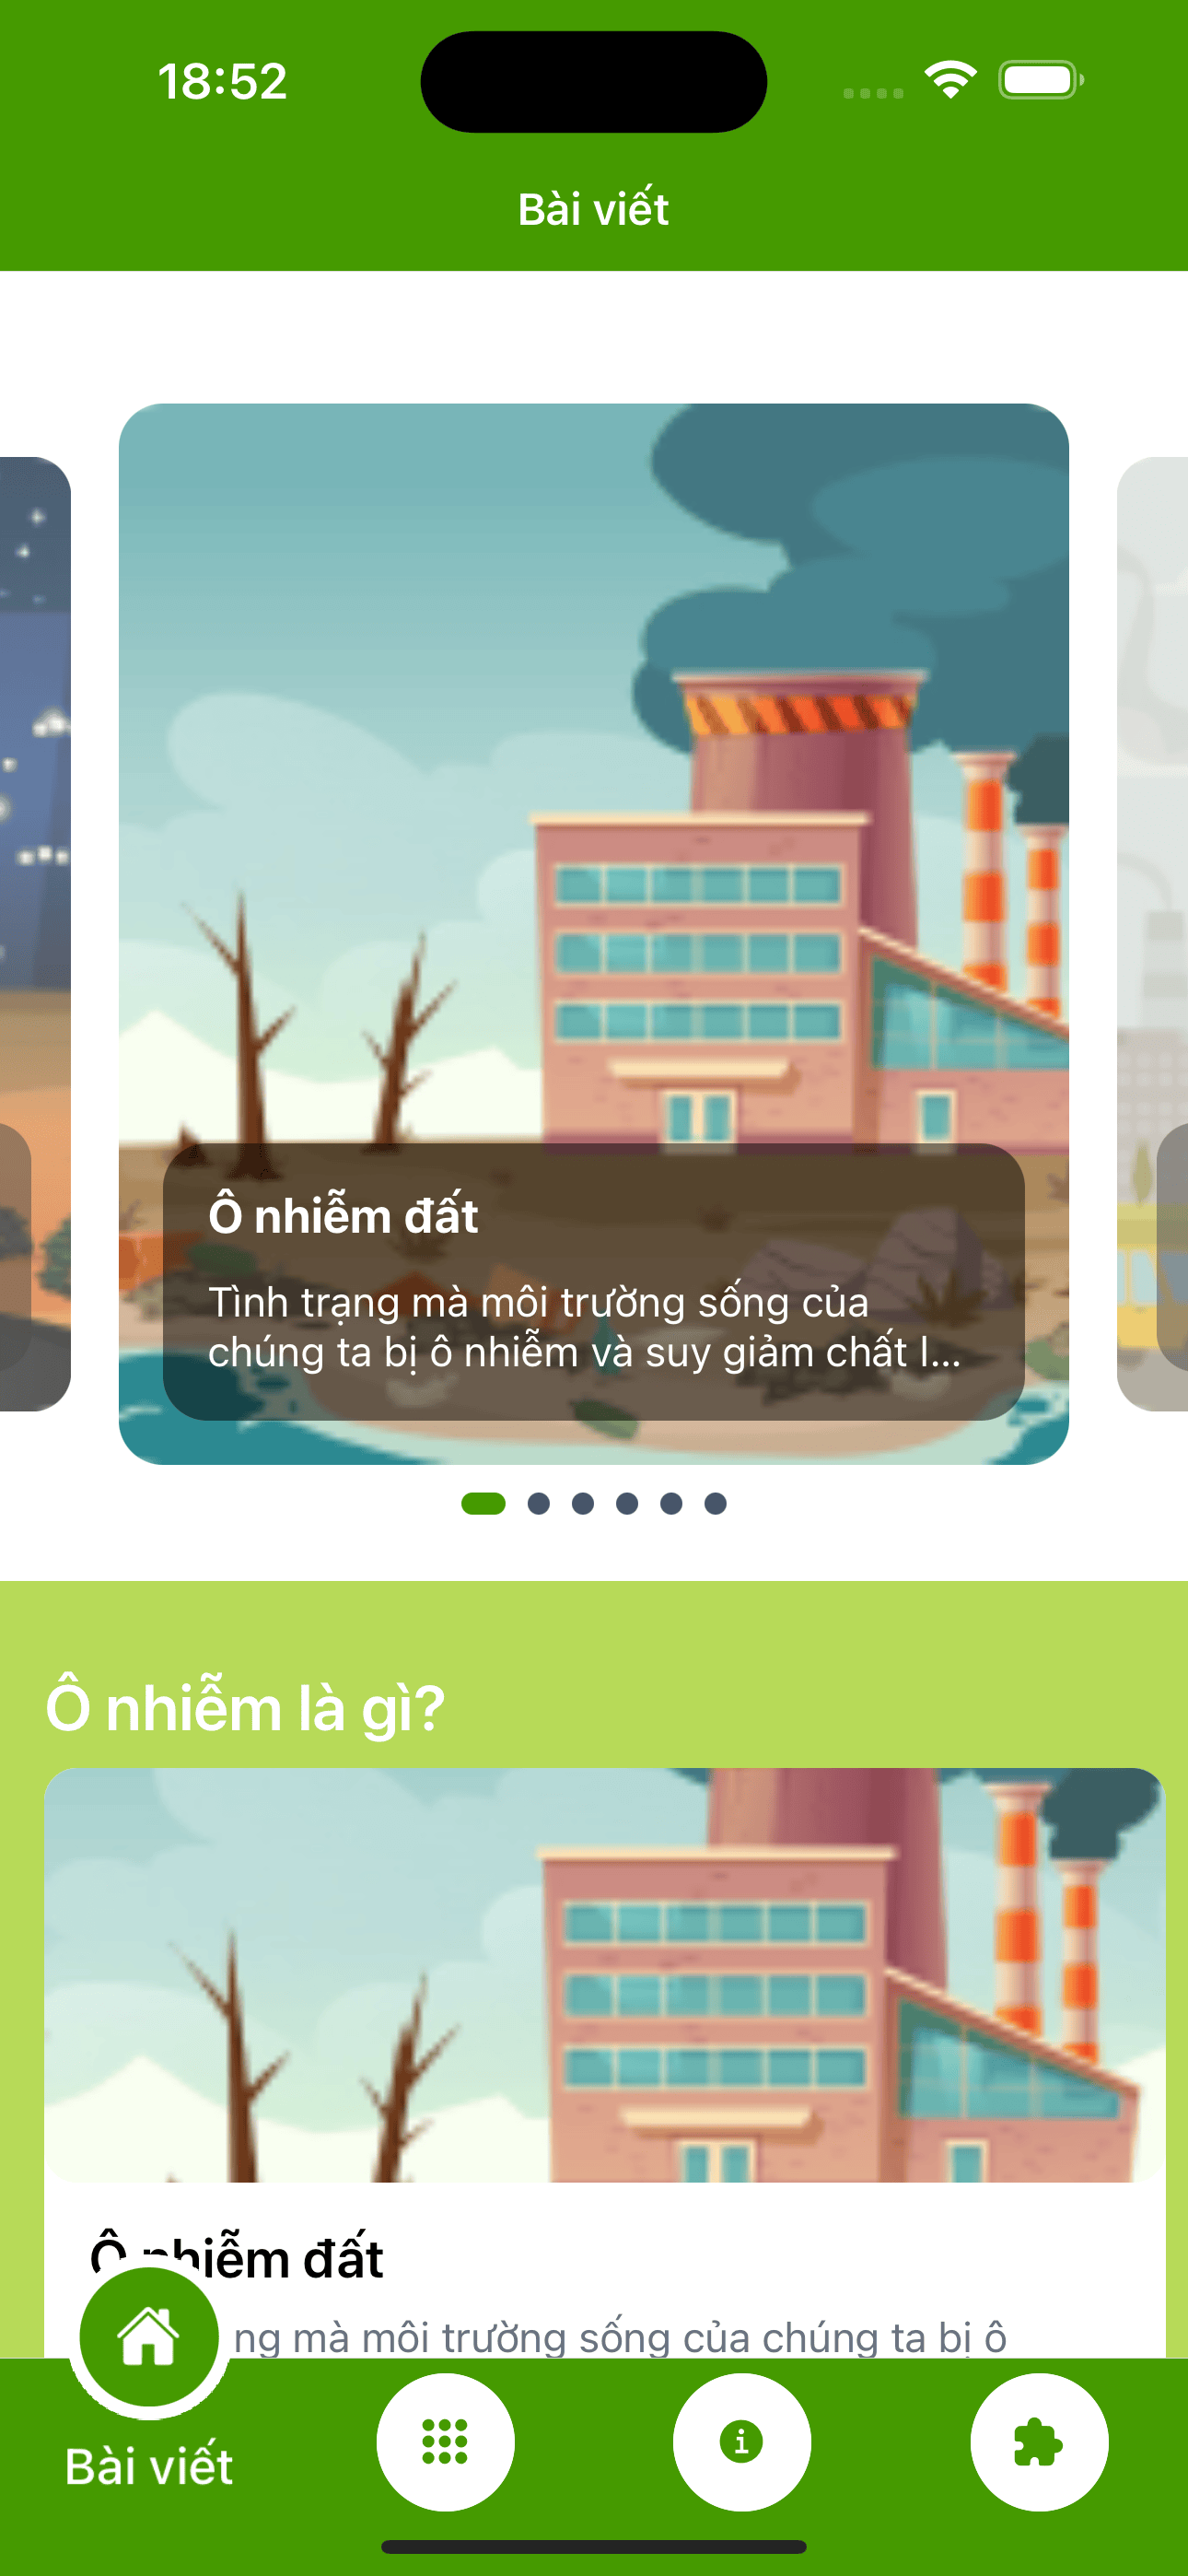 18:52
Bài viết
Ô nhiễm đất
Tình trạng mà môi trường sống của
chúng ta bị ô nhiễm và suy giảm chất l...
Ô nhiễm là gì?
Ô nhiễm đất
ng mà môi trường sống của chúng ta bị ô
Bài viết